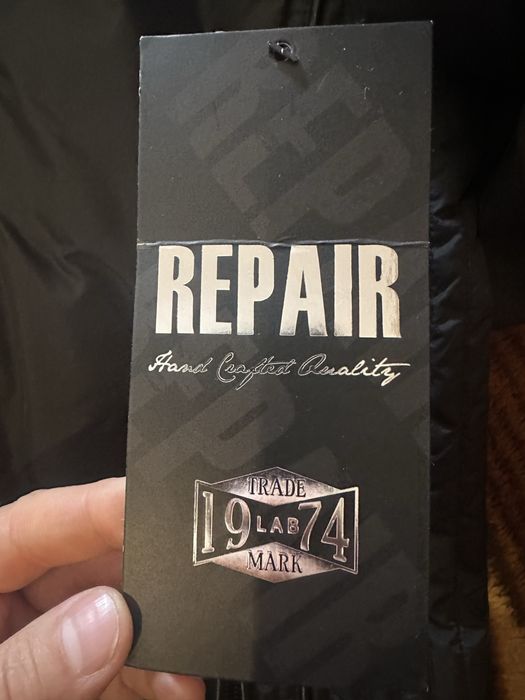 REPAIR
Hand Crafted Quality
TRADE
19 LAB 74
MARK